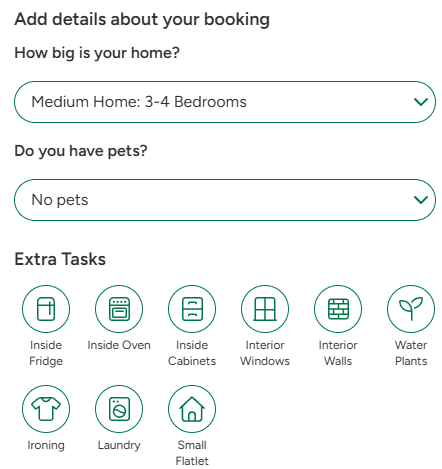 Add details about your booking
How big is your home?
Medium Home: 3-4 Bedrooms
Do you have pets?
No pets
Extra Tasks
Inside Fridge
Inside Oven
Inside Cabinets
Interior Windows
Interior Walls
Water Plants
Ironing
Laundry
Small Flatlet